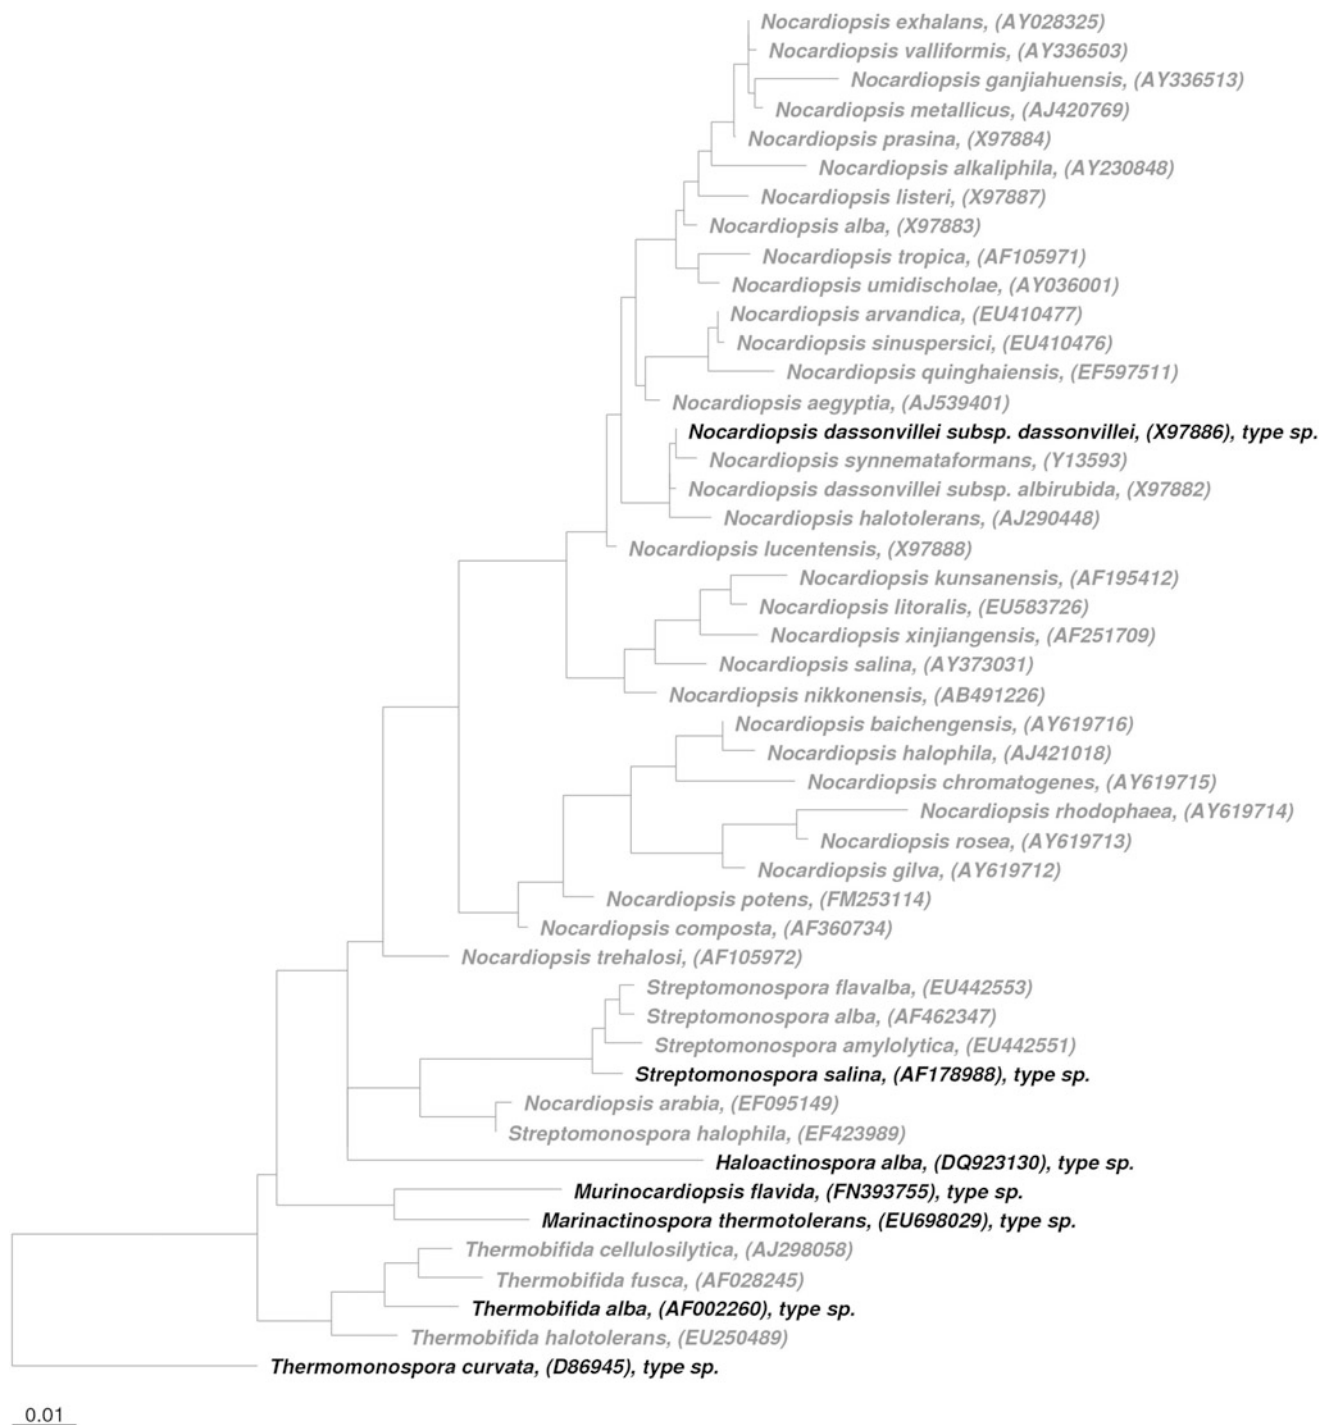 Nocardiopsis exhalans, (AY028325)
Nocardiopsis valliformis, (AY336503)
Nocardiopsis ganjiahuensis, (AY336513)
Nocardiopsis metallicus, (AJ420769)
Nocardiopsis prasina, (X97884)
Nocardiopsis alkaliphila, (AY230848)
Nocardiopsis listeri, (X97887)
Nocardiopsis alba, (X97883)
Nocardiopsis tropica, (AF105971)
Nocardiopsis umidischolae, (AY036001)
Nocardiopsis arvandica, (EU410477)
Nocardiopsis sinuspersici, (EU410476)
Nocardiopsis quinghaiensis, (EF597511)
Nocardiopsis aegyptia, (AJ539401)
Nocardiopsis dassonvillei subsp. dassonvillei, (X97886), type sp.
Nocardiopsis synnemataformans, (Y13593)
Nocardiopsis dassonvillei subsp. albirubida, (X97882)
Nocardiopsis halotolerans, (AJ290448)
Nocardiopsis lucentensis, (X97888)
Nocardiopsis kunsanensis, (AF195412)
Nocardiopsis litoralis, (EU583726)
Nocardiopsis xinjiangensis, (AF251709)
Nocardiopsis salina, (AY373031)
Nocardiopsis nikkonensis, (AB491226)
Nocardiopsis baichengensis, (AY619716)
Nocardiopsis halophila, (AJ421018)
Nocardiopsis chromatogenes, (AY619715)
Nocardiopsis rhodophaea, (AY619714)
Nocardiopsis rosea, (AY619713)
Nocardiopsis gilva, (AY619712)
Nocardiopsis potens, (FM253114)
Nocardiopsis composta, (AF360734)
Nocardiopsis trehalosi, (AF105972)
Streptomonospora flavalba, (EU442553)
Streptomonospora alba, (AF462347)
Streptomonospora amylolytica, (EU442551)
Streptomonospora salina, (AF178988), type sp.
Nocardiopsis arabia, (EF095149)
Streptomonospora halophila, (EF423989)
Haloactinospora alba, (DQ923130), type sp.
Murinocardiopsis flavida, (FN393755), type sp.
Marinactinospora thermotolerans, (EU698029), type sp.
Thermobifida cellulosilytica, (AJ298058)
Thermobifida fusca, (AF028245)
Thermobifida alba, (AF002260), type sp.
Thermobifida halotolerans, (EU250489)
Thermomonospora curvata, (D86945), type sp.
0.01